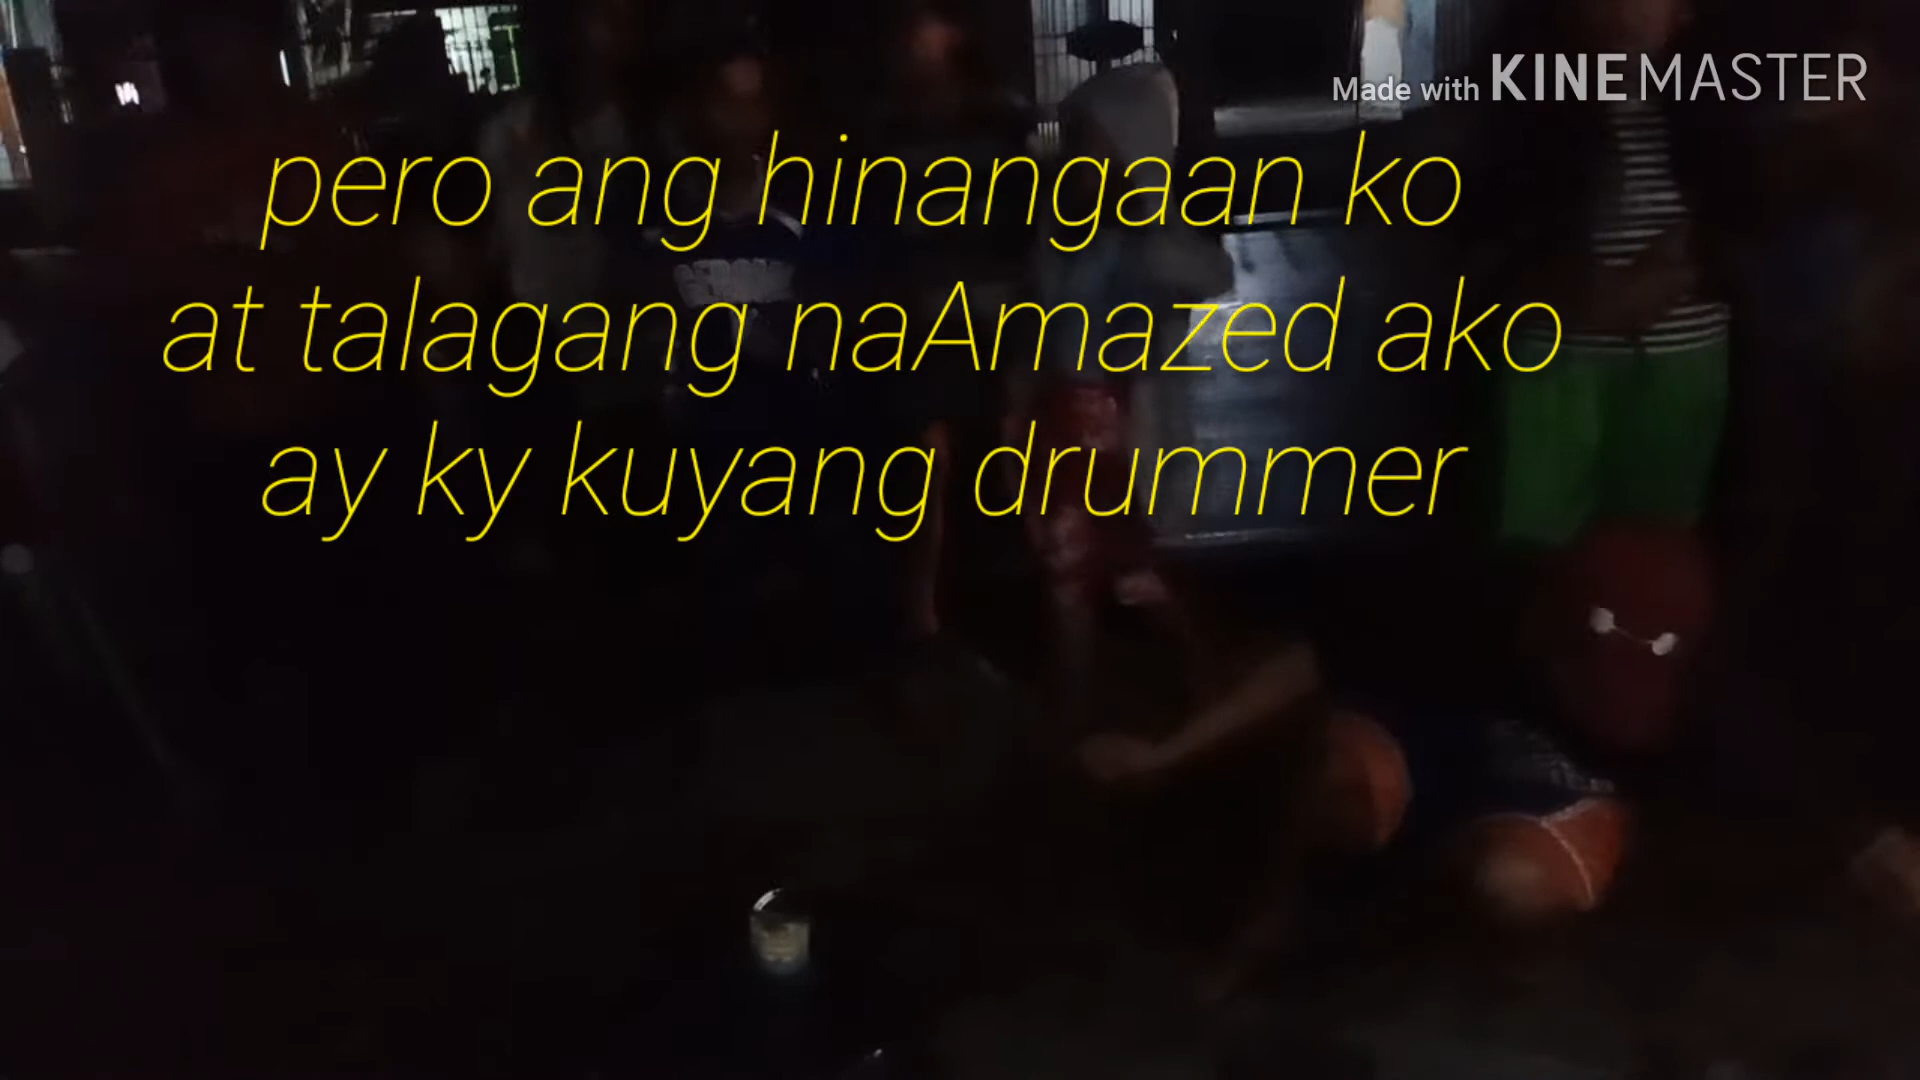 Made with KINEMASTER
pero ang hinangaan ko
at talagang naAmazed ako
ay ky kuyang drummer